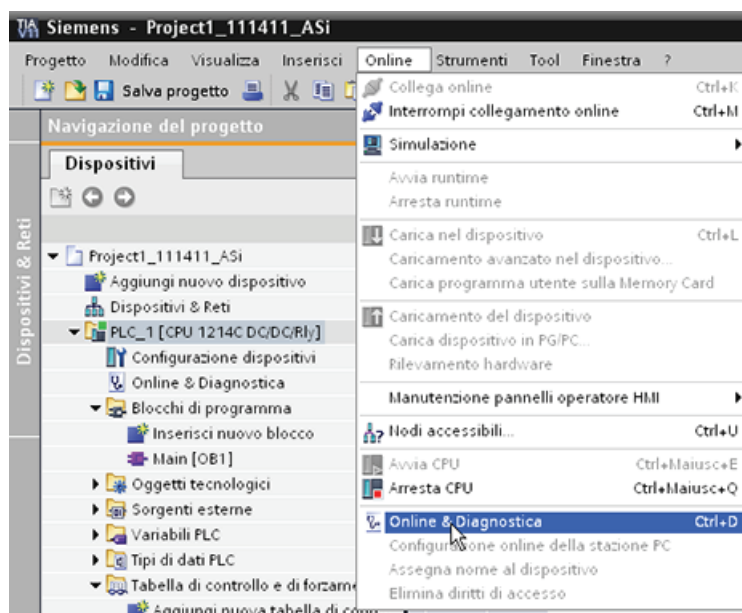 Siemens - Project1_111411_ASi
Progetto Modifica Visualizza Inserisci Online Strumenti Tool Finestra ?
Salva progetto
Navigazione del progetto
Dispositivi
Dispositivi & Reti
Project1_111411_ASi
Aggiungi nuovo dispositivo
Dispositivi & Reti
PLC_1 [CPU 1214C DC/DC/Rly]
Configurazione dispositivi
Online & Diagnostica
Blocchi di programma
Inserisci nuovo blocco
Main [OB1]
Oggetti tecnologici
Sorgenti esterne
Variabili PLC
Tipi di dati PLC
Tabella di controllo e di forzame
Aggiungi nuova tabella di
Collega online Ctrl+K
Interrompi collegamento online Ctrl+M
Simulazione
Avvia runtime
Arresta runtime
Carica nel dispositivo Ctrl+L
Caricamento avanzato nel dispositivo...
Carica programma utente sulla Memory Card
Caricamento del dispositivo
Carica dispositivo in PG/PC...
Rilevamento hardware
Manutenzione pannelli operatore HMI
Nodi accessibili... Ctrl+U
Avvia CPU Ctrl+Maiusc+E
Arresta CPU Ctrl+Maiusc+Q
Online & Diagnostica Ctrl+D
Configurazione online della stazione PC
Assegna nome al dispositivo
Elimina diritti di accesso